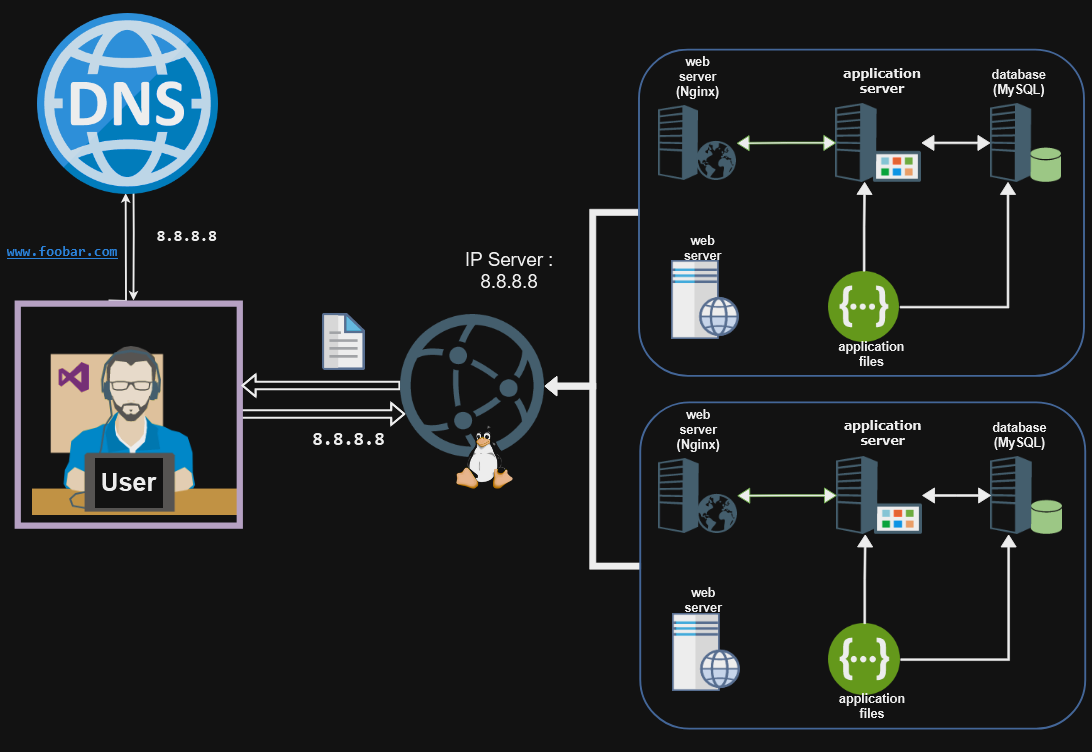 DNS
www.foobar.com
8.8.8.8
User
8.8.8.8
IP Server :
8.8.8.8
web
server
(Nginx)
application
server
database
(MySQL)
web
server
{...}
application
files
web
server
(Nginx)
application
server
database
(MySQL)
web
server
{...}
application
files